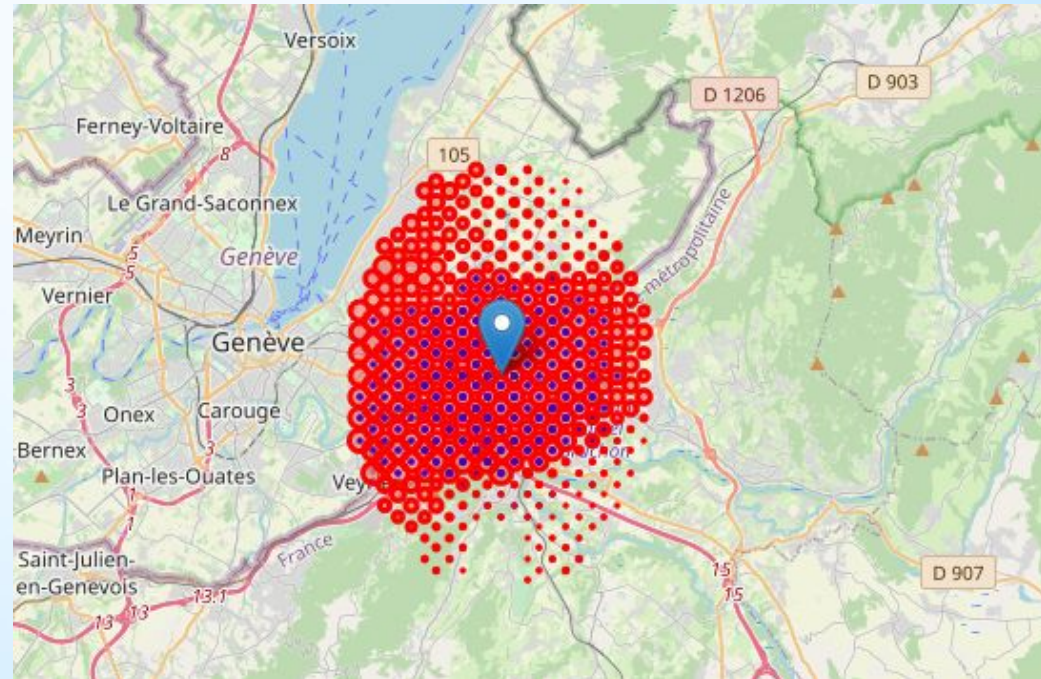 Versoix
D 903
D 1206
Ferney-Voltaire
8
105
Le Grand-Saconnex
Meyrin
5
5
Genève
métropolitaine
Vernier
Genève
3
3
Onex
Carouge
8
Bernex
Plan-les-Ouates
1
1
France
Saint-Julien-
en-Genevois
13.1
13
13
15
15
D 907